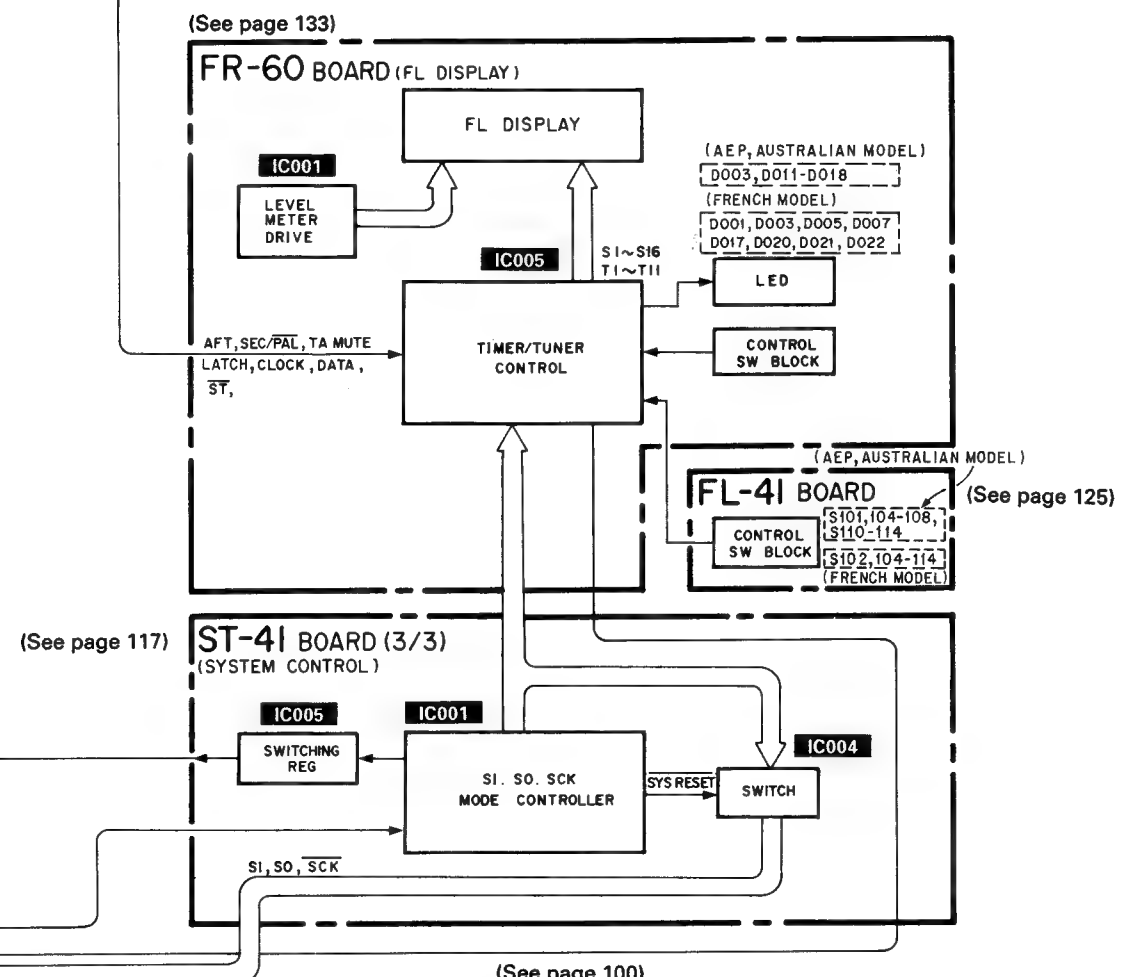 (See page 133)
FR-60 BOARD (FL DISPLAY)
FL DISPLAY
IC001
LEVEL
METER
DRIVE
(AEP, AUSTRALIAN MODEL)
D003, D011-D018
(FRENCH MODEL)
D001, D003, D005, D007
D017, D020, D021, D022
IC005
S1~S16
T1~T11
LED
TIMER/TUNER
CONTROL
CONTROL
SW BLOCK
AFT, SEC/P̅A̅L̅, TA MUTE
LATCH, CLOCK, DATA,
S̅T̅,
(AEP, AUSTRALIAN MODEL)
FL-41 BOARD
(See page 125)
CONTROL
SW BLOCK
S101, 104-108,
S110-114
S102, 104-114
(FRENCH MODEL)
(See page 117)
ST-41 BOARD (3/3)
(SYSTEM CONTROL)
IC005
SWITCHING
REG
IC001
SI. SO. SCK
MODE CONTROLLER
S̅Y̅S̅ R̅E̅S̅E̅T̅
IC004
SWITCH
SI, SO, S̅C̅K̅
(See page 100)